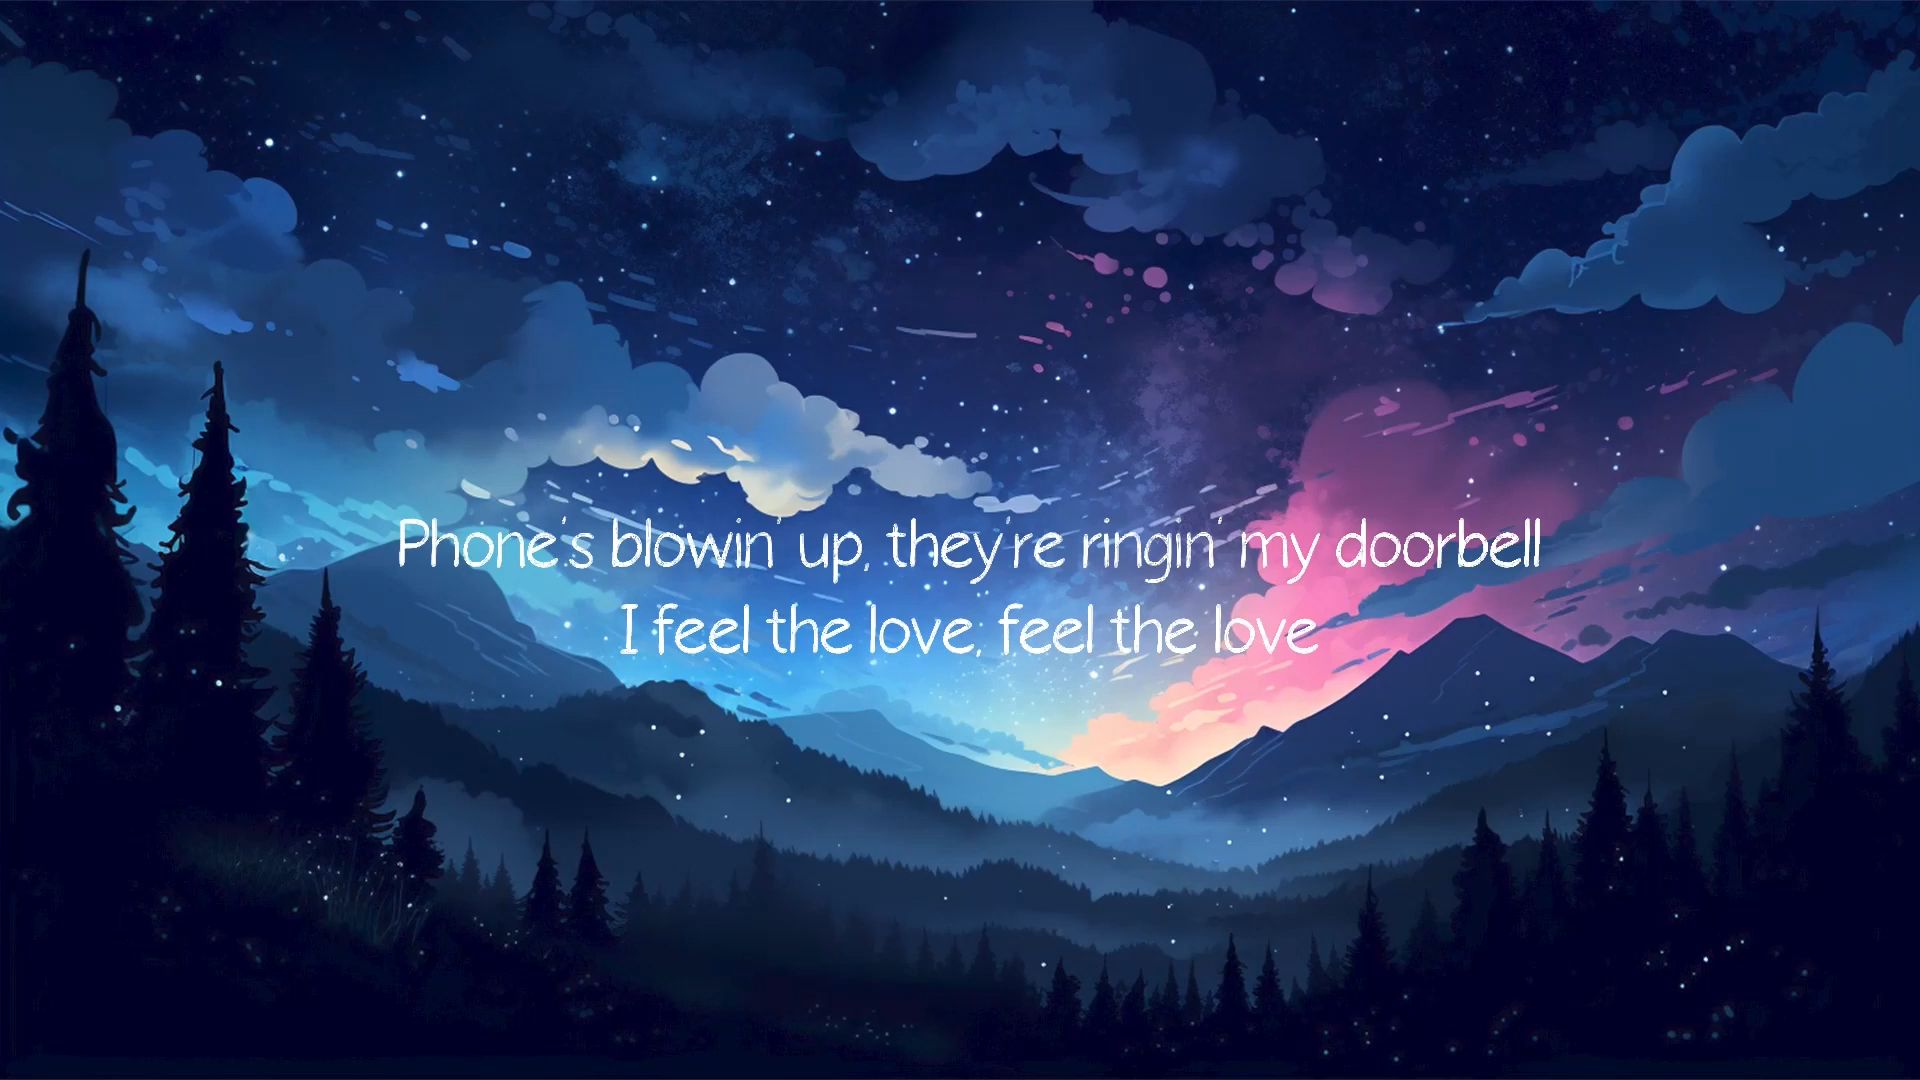 Phone's blowin' up, they're ringin' my doorbell
I feel the love, feel the love